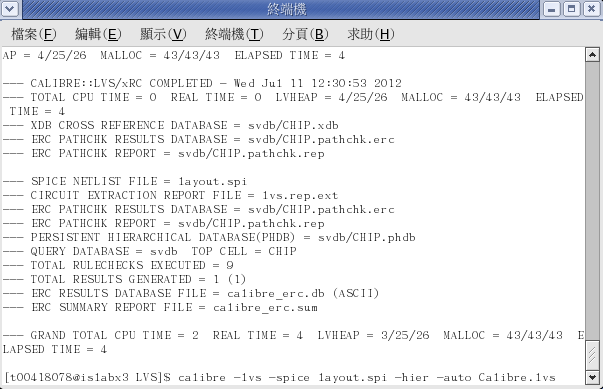 終端機
檔案(F) 編輯(E) 顯示(V) 終端機(T) 分頁(B) 求助(H)
AP = 4/25/26  MALLOC = 43/43/43  ELAPSED TIME = 4
--- CALIBRE::LVS/xRC COMPLETED - Wed Jul 11 12:30:53 2012
--- TOTAL CPU TIME = 0  REAL TIME = 0  LVHEAP = 4/25/26  MALLOC = 43/43/43  ELAPSED
 TIME = 4
--- XDB CROSS REFERENCE DATABASE = svdb/CHIP.xdb
--- ERC PATHCHK RESULTS DATABASE = svdb/CHIP.pathchk.erc
--- ERC PATHCHK REPORT = svdb/CHIP.pathchk.rep
--- SPICE NETLIST FILE = layout.spi
--- CIRCUIT EXTRACTION REPORT FILE = lvs.rep.ext
--- ERC PATHCHK RESULTS DATABASE = svdb/CHIP.pathchk.erc
--- ERC PATHCHK REPORT = svdb/CHIP.pathchk.rep
--- PERSISTENT HIERARCHICAL DATABASE(PHDB) = svdb/CHIP.phdb
--- QUERY DATABASE = svdb  TOP CELL = CHIP
--- TOTAL RULECHECKS EXECUTED = 9
--- TOTAL RESULTS GENERATED = 1 (1)
--- ERC RESULTS DATABASE FILE = calibre_erc.db (ASCII)
--- ERC SUMMARY REPORT FILE = calibre_erc.sum
--- GRAND TOTAL CPU TIME = 2  REAL TIME = 4  LVHEAP = 3/25/26  MALLOC = 43/43/43  E
LAPSED TIME = 4
[t00418078@islabx3 LVS]$ calibre -lvs -spice layout.spi -hier -auto Calibre.lvs